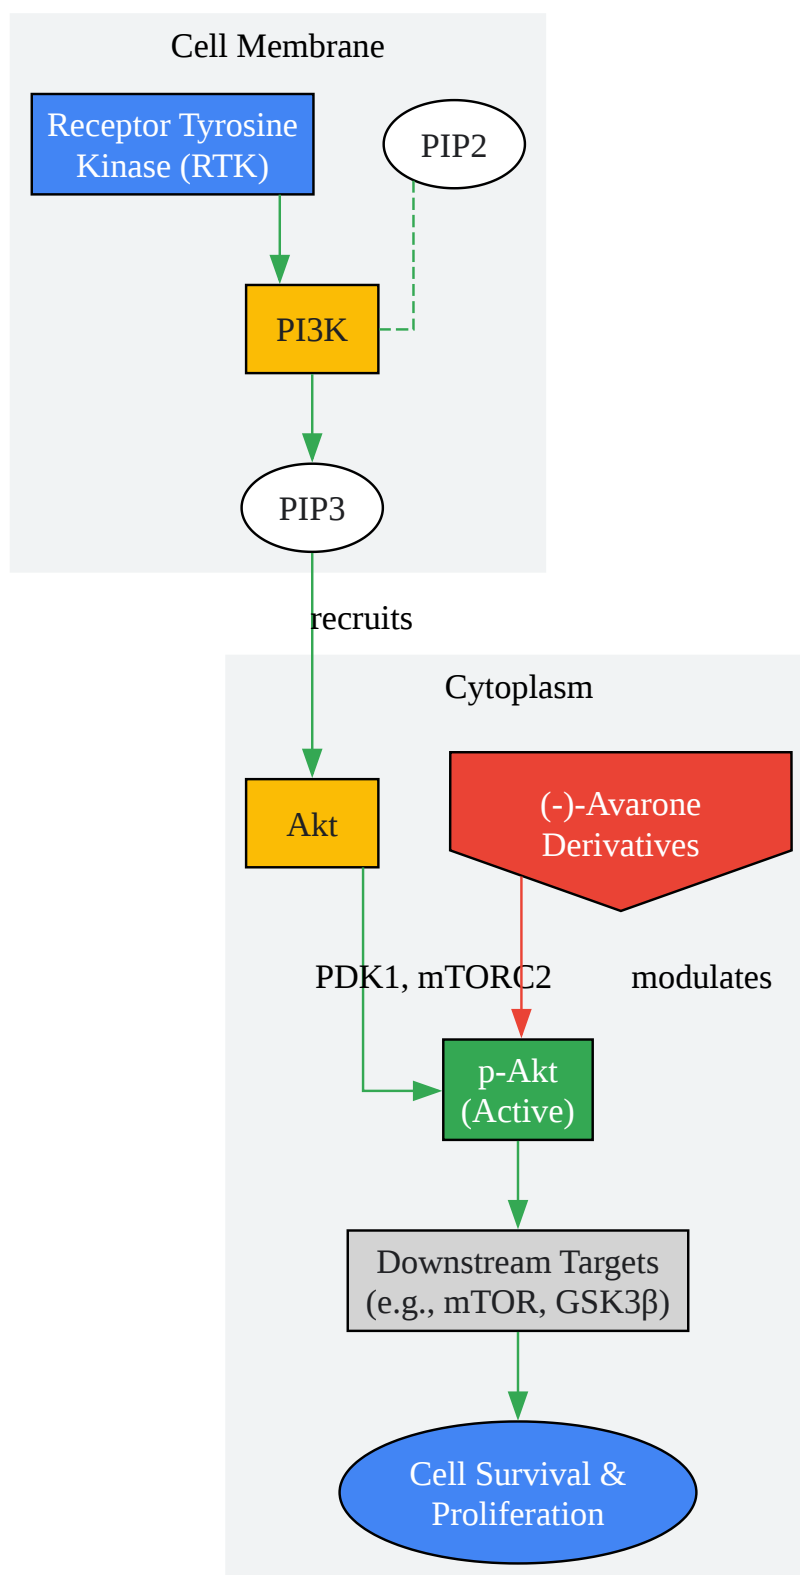 Cell Membrane
Receptor Tyrosine
Kinase (RTK)
PIP2
PI3K
PIP3
recruits
Cytoplasm
Akt
(-)-Avarone
Derivatives
PDK1, mTORC2
modulates
p-Akt
(Active)
Downstream Targets
(e.g., mTOR, GSK3β)
Cell Survival &
Proliferation